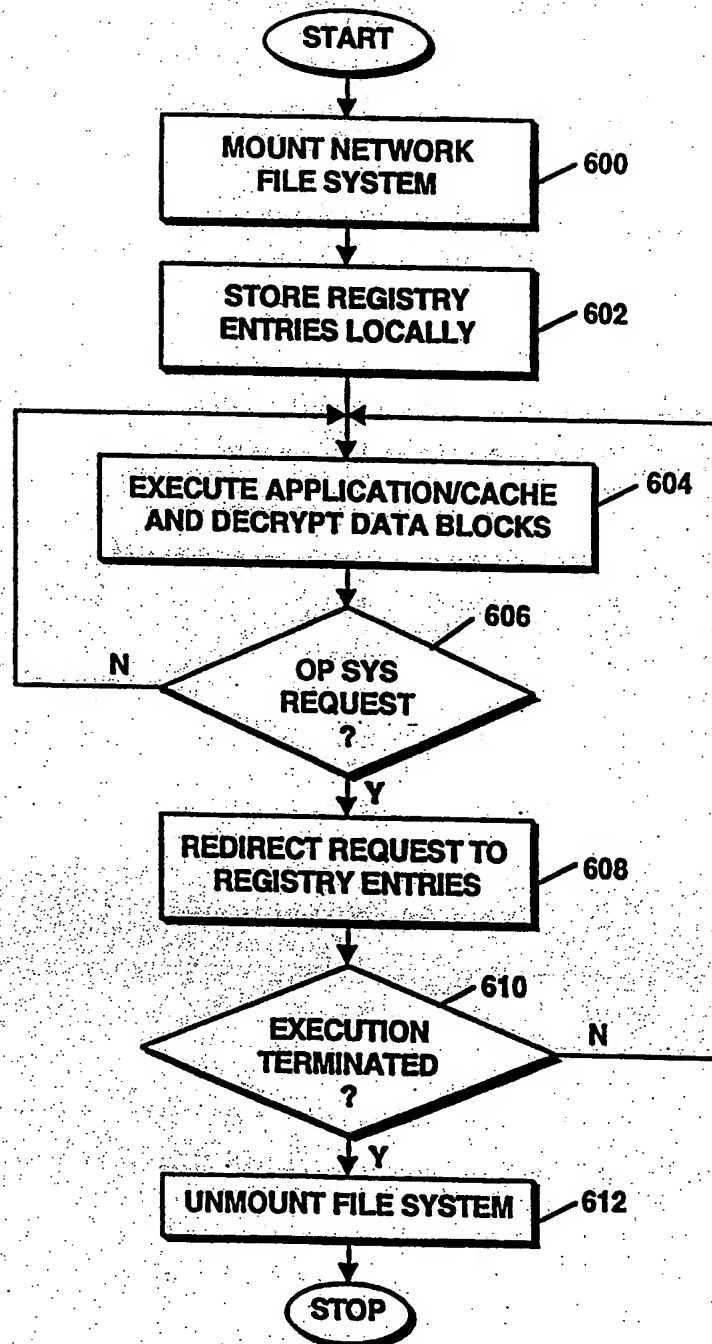 START
MOUNT NETWORK
FILE SYSTEM
600
STORE REGISTRY
ENTRIES LOCALLY
602
EXECUTE APPLICATION/CACHE
AND DECRYPT DATA BLOCKS
604
606
OP SYS
REQUEST
?
N
Y
REDIRECT REQUEST TO
REGISTRY ENTRIES
608
610
EXECUTION
TERMINATED
?
N
Y
UNMOUNT FILE SYSTEM
612
STOP